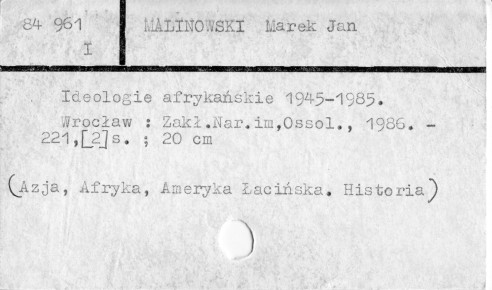 84 961 MALINOWSKI Marek Jan
I
Ideologie afrykańskie 1945-1985.
Wrocław : Zakł.Nar.im,Ossol., 1986. -
221,[2]s. ; 20 cm
(Azja, Afryka, Ameryka Łacińska. Historia)